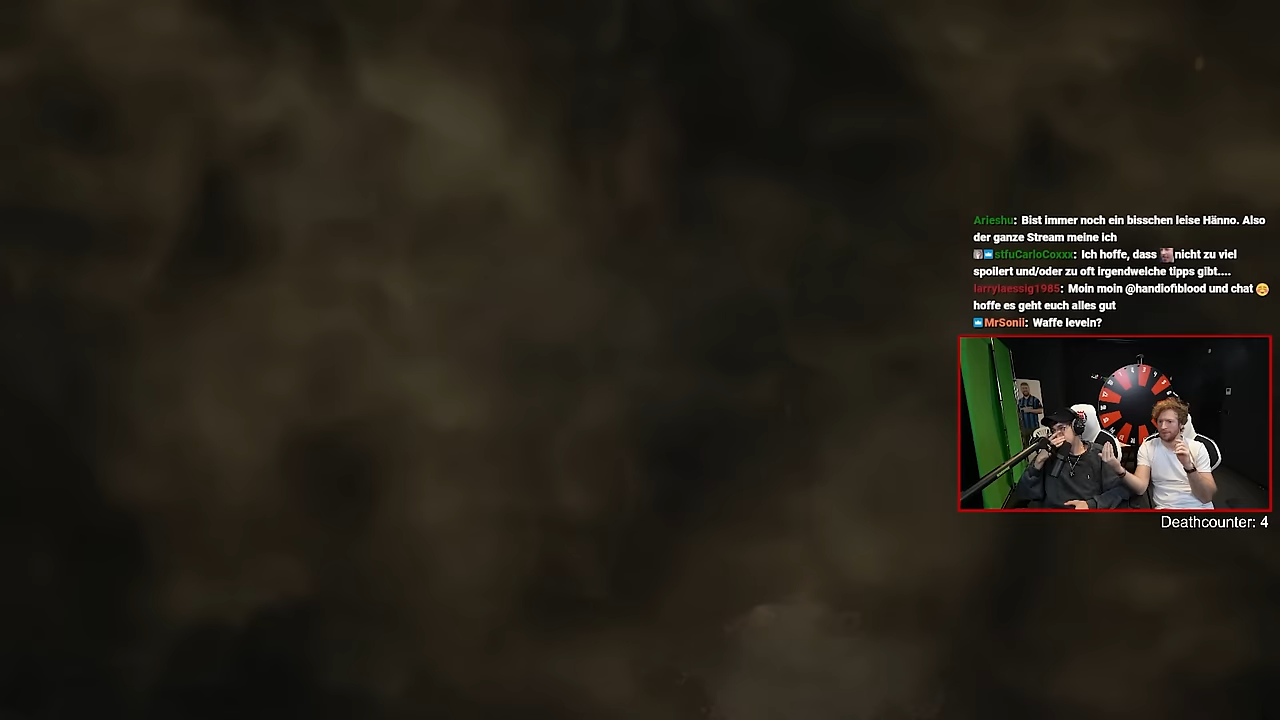 Arieshu: Bist immer noch ein bisschen leise Hänno. Also
der ganze Stream meine ich
stfuCarloCoxxx: Ich hoffe, dass nicht zu viel
spoilert und/oder zu oft irgendwelche tipps gibt....
larrylaessig1985: Moin moin @handiofiblood und chat ☺️
hoffe es geht euch alles gut
MrSonii: Waffe leveln?
Deathcounter: 4